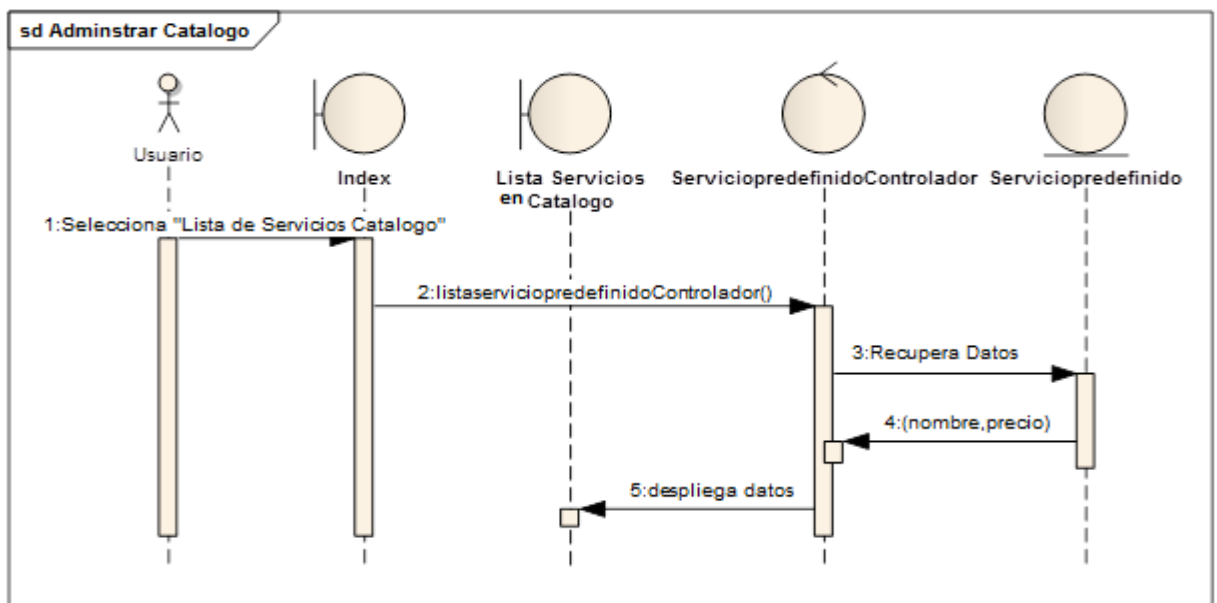 sd Adminstrar Catalogo
Usuario
Index
Lista Servicios
en Catalogo
ServiciopredefinidoControlador
Serviciopredefinido
1:Selecciona "Lista de Servicios Catalogo"
2:listaserviciopredefinidoControlador()
3:Recupera Datos
4:(nombre,precio)
5:despliega datos